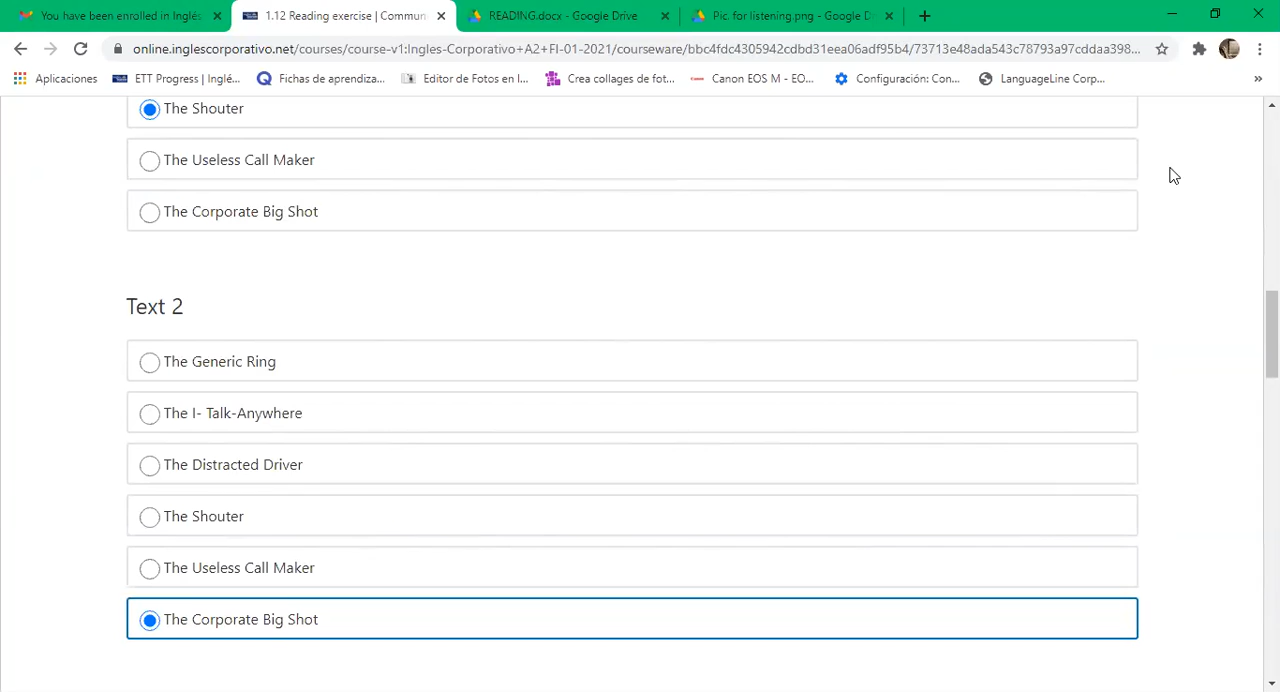 You have been enrolled in Inglés
1.12 Reading exercise | Commun
READING.docx - Google Drive
Pic. for listening.png - Google D
online.inglescorporativo.net/courses/course-v1:Ingles-Corporativo+A2+FI-01-2021/courseware/bbc4fdc4305942cdbd31eea06adf95b4/73713e48ada543c78793a97cddaa398...
Aplicaciones
ETT Progress | Inglé...
Fichas de aprendiza...
Editor de Fotos en l...
Crea collages de fot...
Canon EOS M - EO...
Configuración: Con...
LanguageLine Corp...
»
The Shouter
The Useless Call Maker
The Corporate Big Shot
Text 2
The Generic Ring
The I- Talk-Anywhere
The Distracted Driver
The Shouter
The Useless Call Maker
The Corporate Big Shot